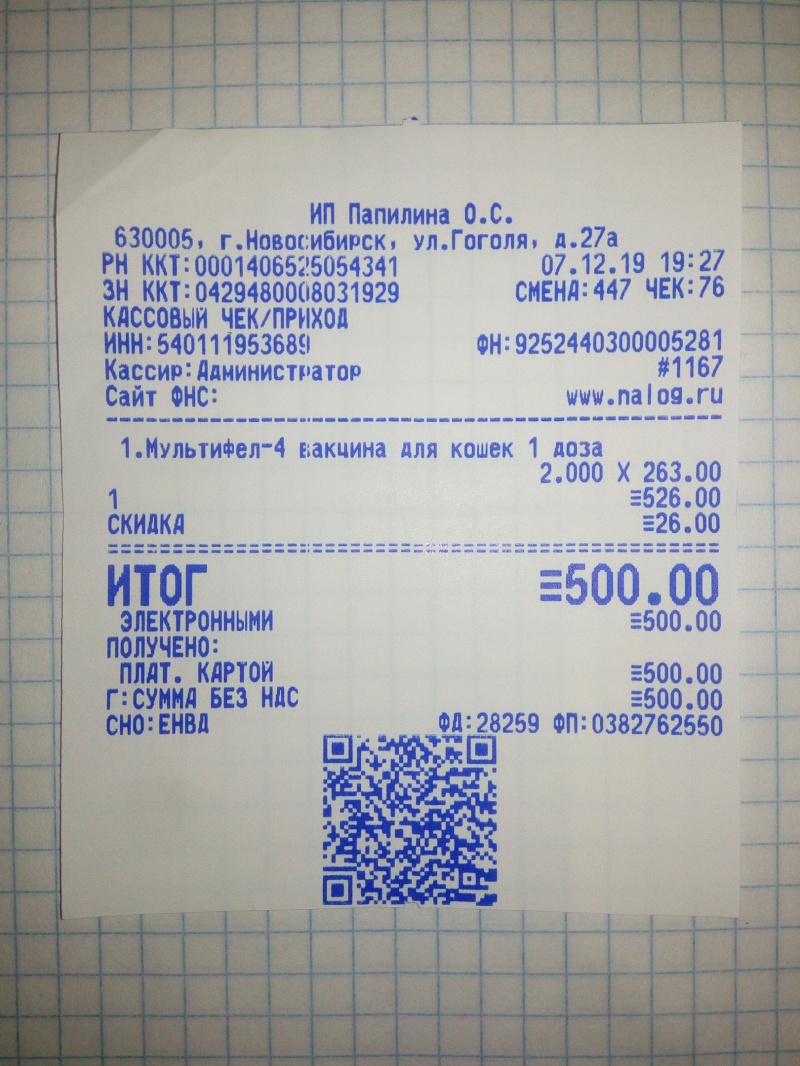 ИП Папилина О.С.
630005, г.Новосибирск, ул.Гоголя, д.27а
РН ККТ:0001406525054341 07.12.19 19:27
ЗН ККТ:0429480008031929 СМЕНА:447 ЧЕК:76
КАССОВЫЙ ЧЕК/ПРИХОД
ИНН:540111953689 ФН:9252440300005281
Кассир:Администратор #1167
Сайт ФНС: www.nalog.ru
1.Мультифел-4 вакцина для кошек 1 доза
2.000 X 263.00
1 ≡526.00
СКИДКА ≡26.00
ИТОГ ≡500.00
ЭЛЕКТРОННЫМИ ≡500.00
ПОЛУЧЕНО:
ПЛАТ. КАРТОЙ ≡500.00
Г:СУММА БЕЗ НДС ≡500.00
СНО:ЕНВД ФД:28259 ФП:0382762550